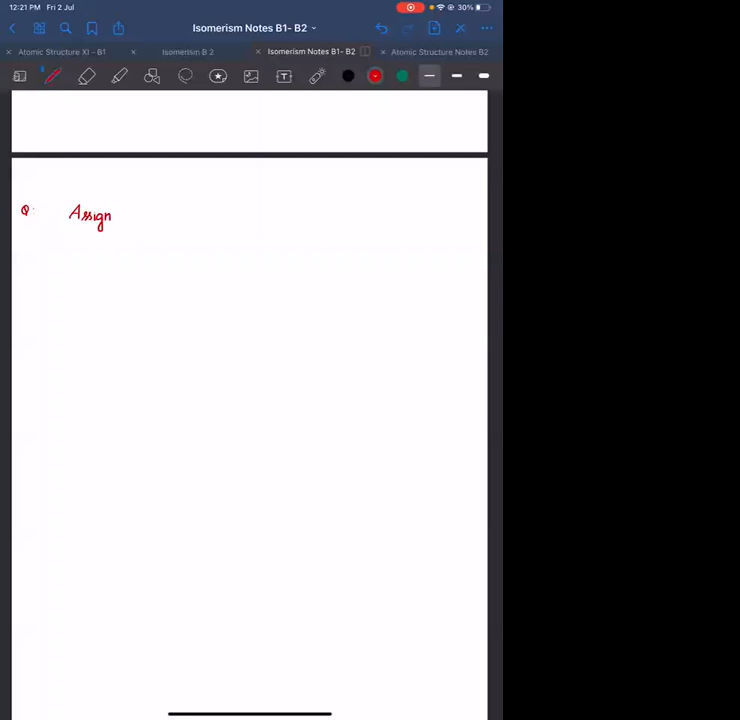 12:21 PM Fri 2 Jul 30%
Isomerism Notes B1- B2
Atomic Structure XI - B1 Isomerism B 2 Isomerism Notes B1- B2 Atomic Structure Notes B2
Q: Assign